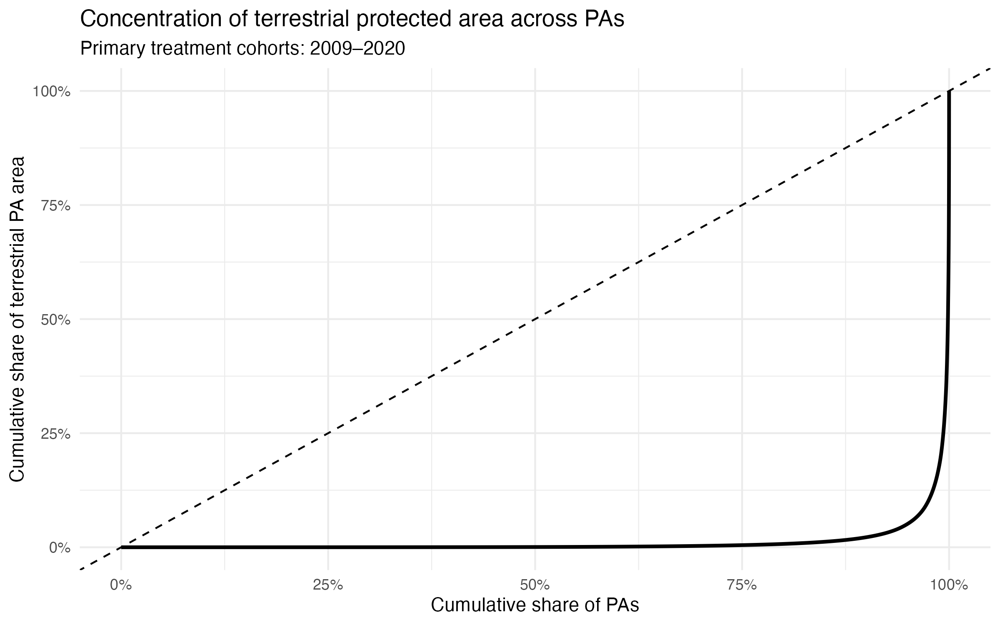 Concentration of terrestrial protected area across PAs
Primary treatment cohorts: 2009–2020
Cumulative share of terrestrial PA area
100%
75%
50%
25%
0%
0%
25%
50%
75%
100%
Cumulative share of PAs